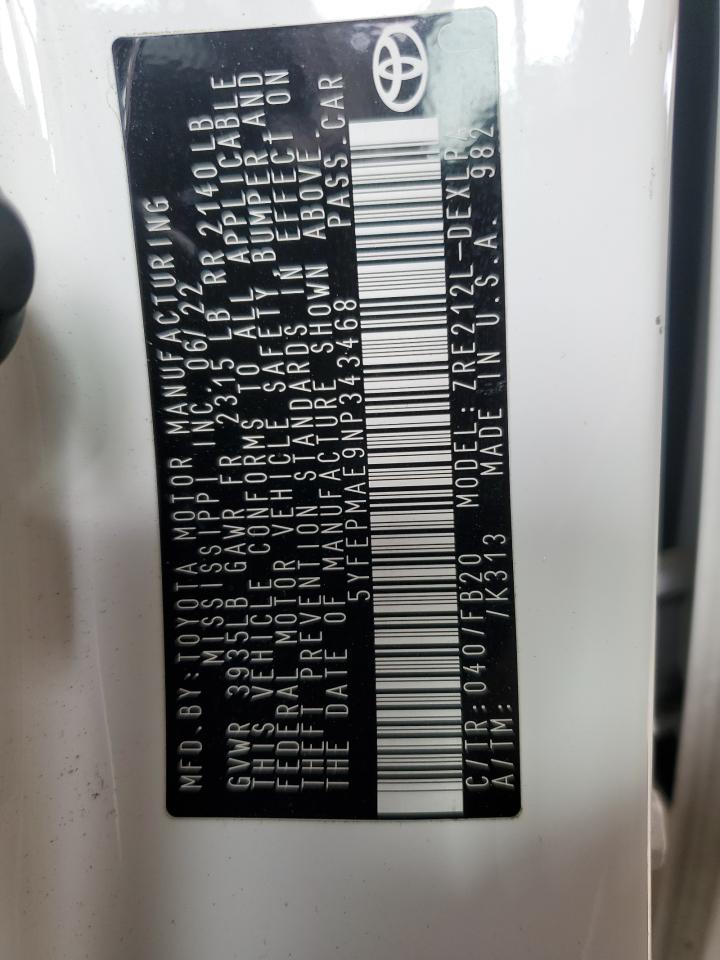 MFD.BY:TOYOTA MOTOR MANUFACTURING
MISSISSIPPI INC. 06/22
GVWR 3935LB GAWR FR 2315 LB RR 2140LB
THIS VEHICLE CONFORMS TO ALL APPLICABLE
FEDERAL MOTOR VEHICLE SAFETY, BUMPER AND
THEFT PREVENTION STANDARDS IN EFFECT ON
THE DATE OF MANUFACTURE SHOWN ABOVE.
5YFEPMAE9NP343468 PASS.CAR
C/TR:040/FB20 MODEL:ZRE212L-DEXLPA
A/TM: /K313 MADE IN U.S.A. 982